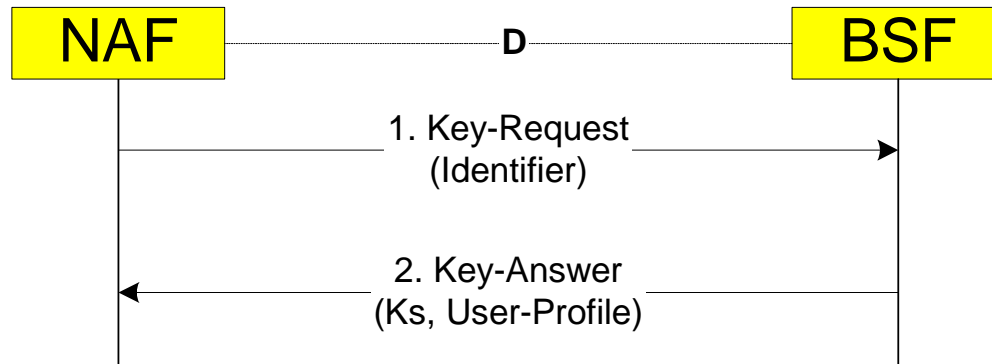 NAF
D
BSF
1. Key-Request
(Identifier)
2. Key-Answer
(Ks, User-Profile)